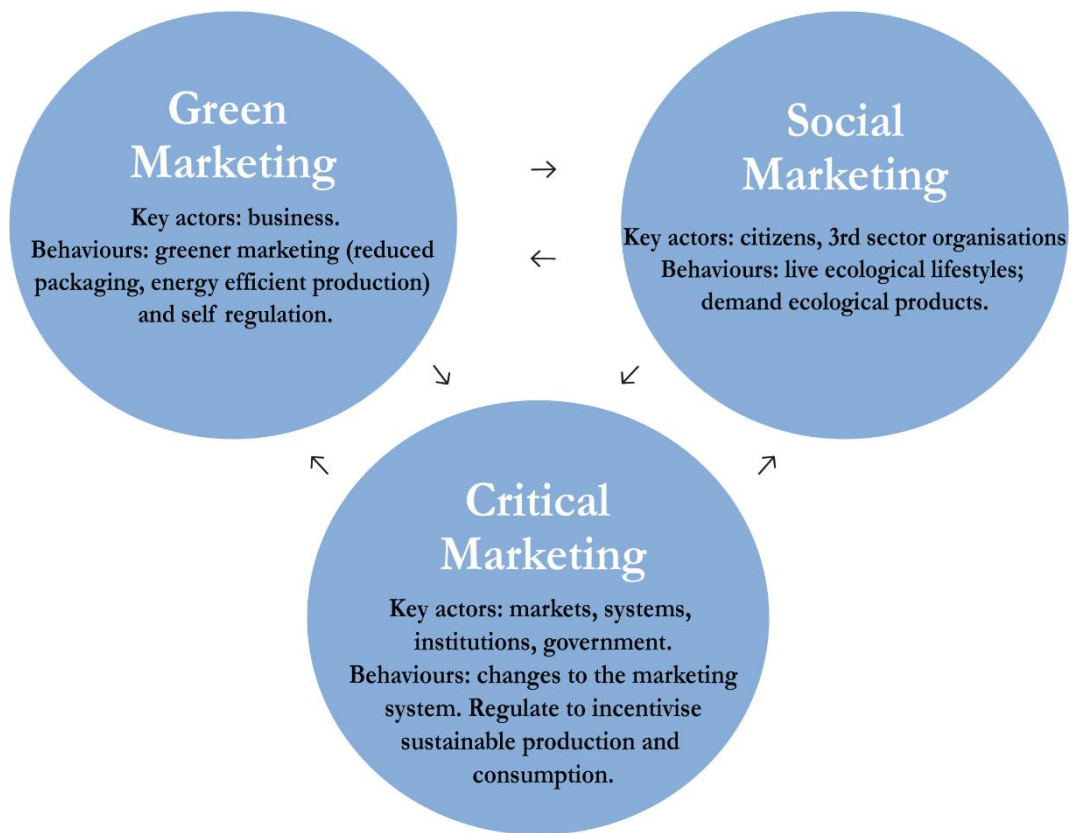 Green
Marketing
Key actors: business.
Behaviours: greener marketing (reduced
packaging, energy efficient production)
and self regulation.
Social
Marketing
Key actors: citizens, 3rd sector organisations
Behaviours: live ecological lifestyles;
demand ecological products.
Critical
Marketing
Key actors: markets, systems,
institutions, government.
Behaviours: changes to the marketing
system. Regulate to incentivise
sustainable production and
consumption.